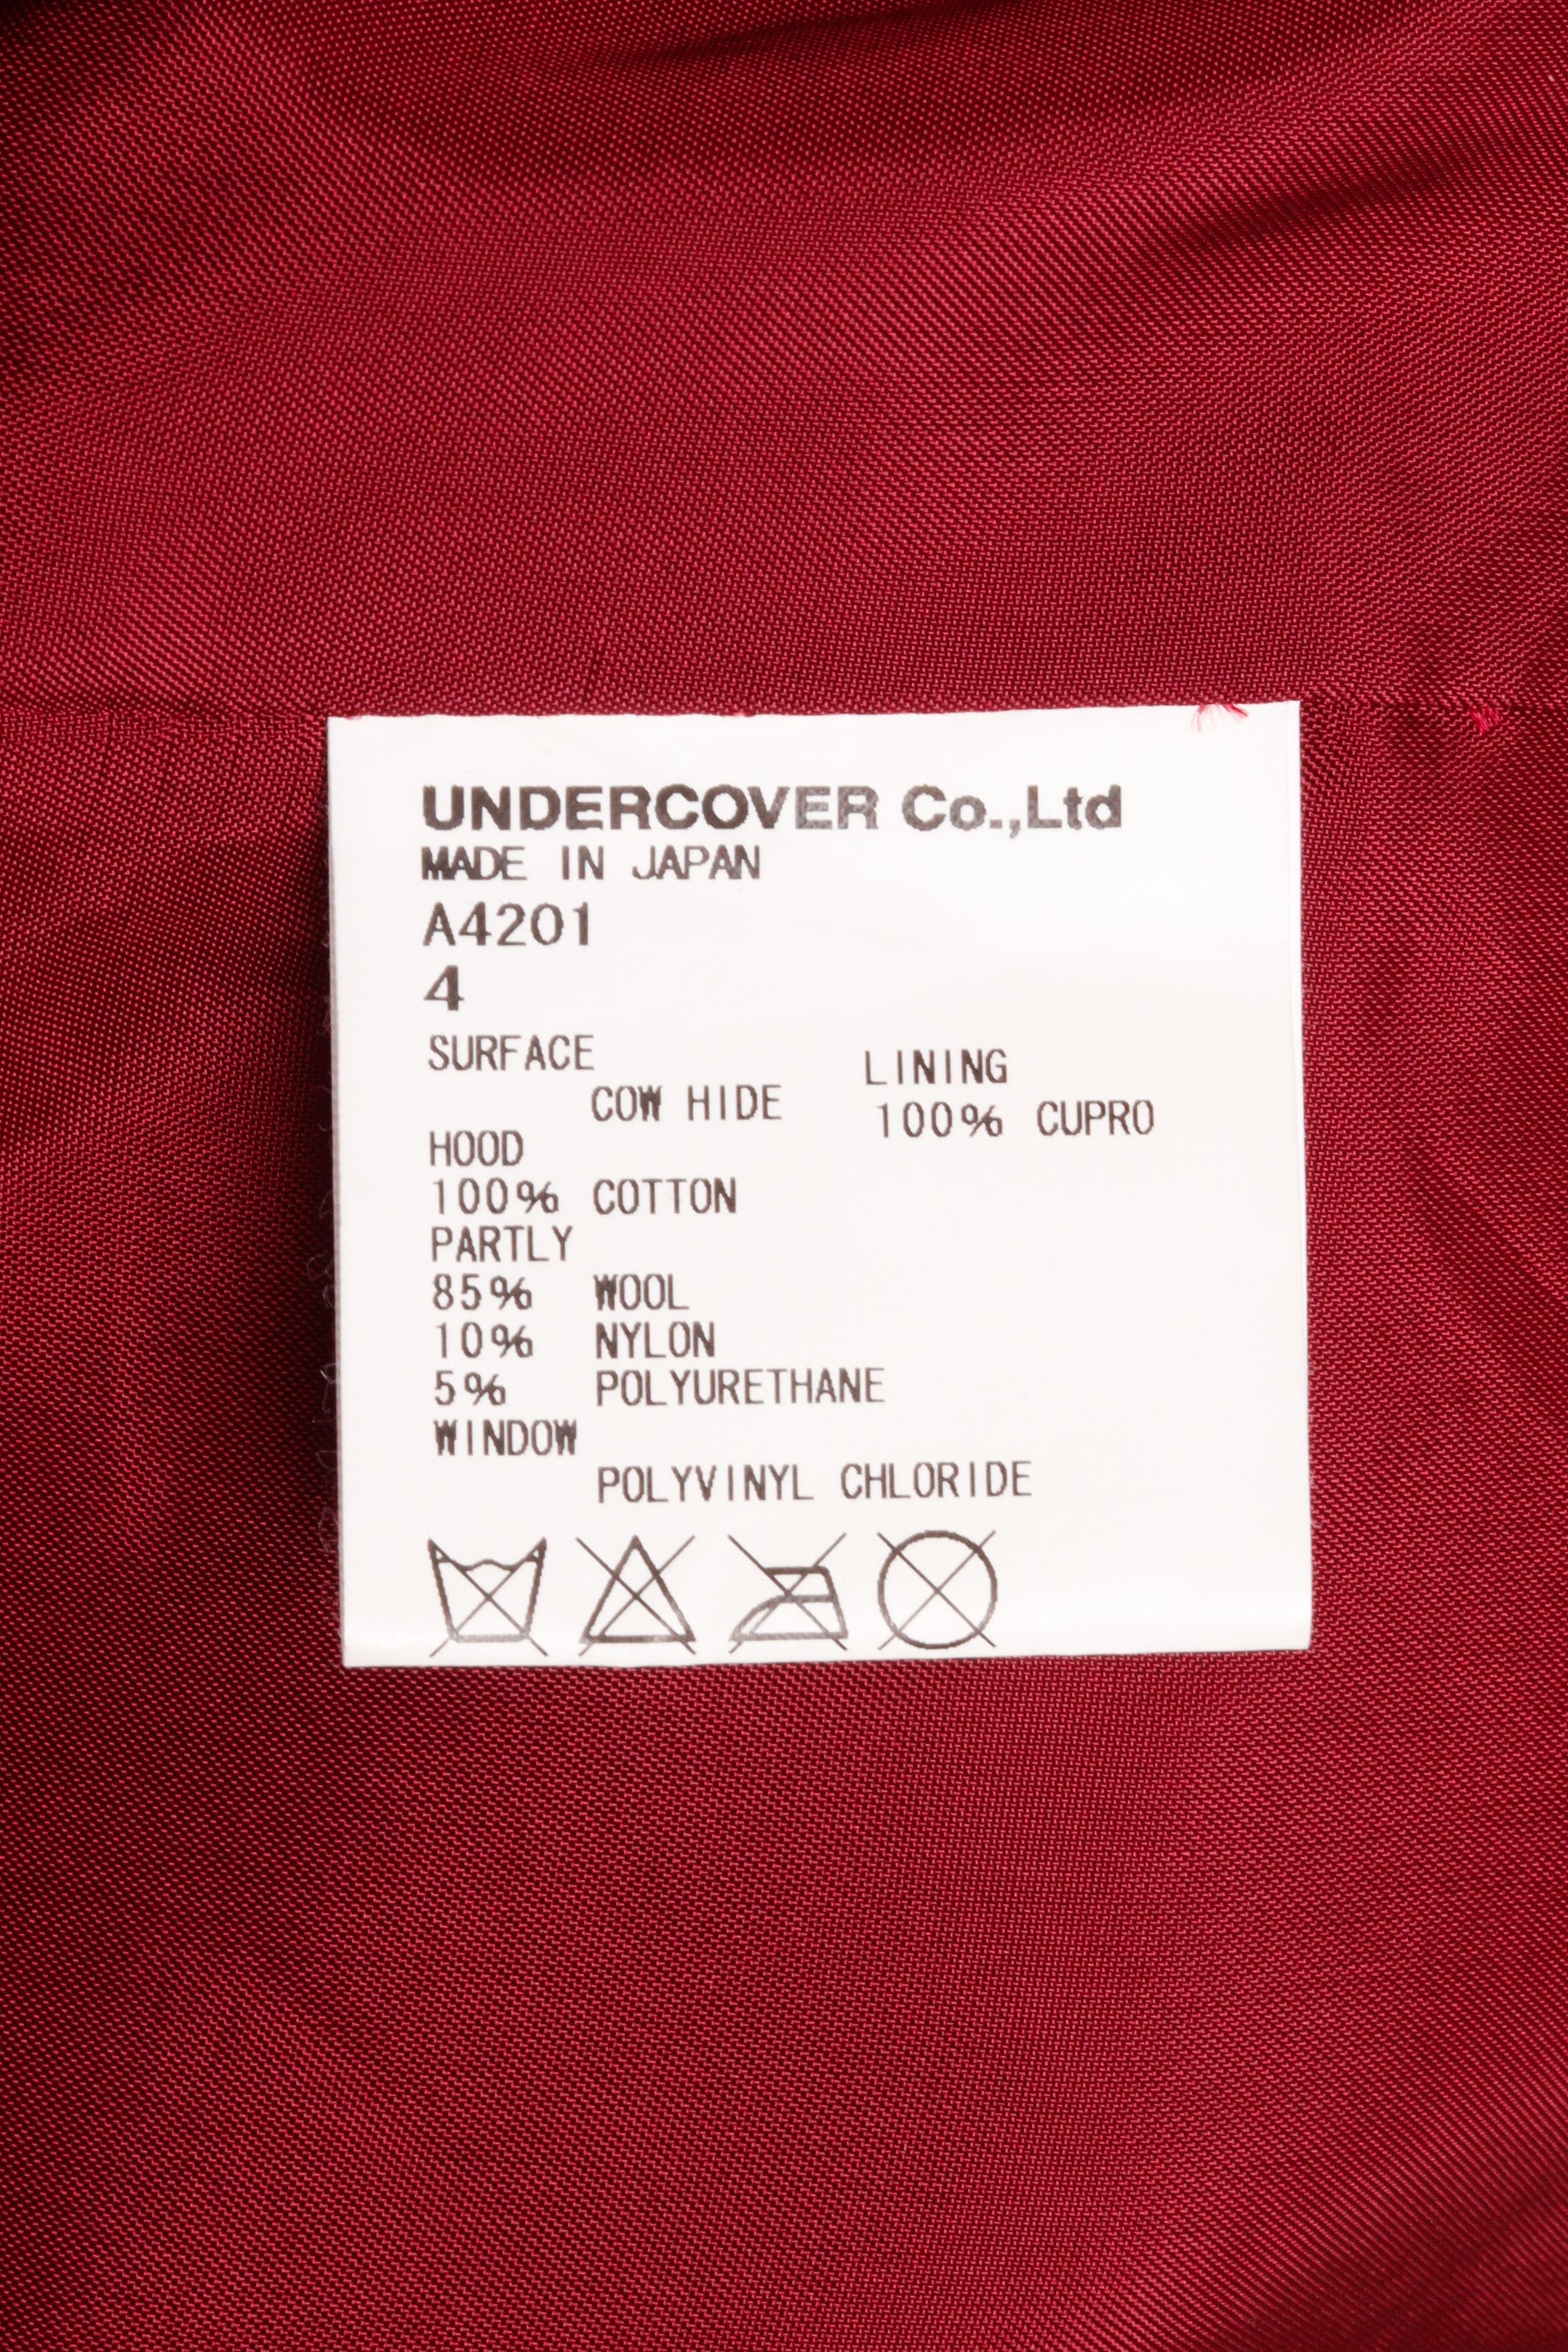 UNDERCOVER Co.,Ltd
MADE IN JAPAN
A4201
4
SURFACE
COW HIDE
HOOD
100% COTTON
PARTLY
85% WOOL
10% NYLON
5% POLYURETHANE
WINDOW
POLYVINYL CHLORIDE
LINING
100% CUPRO